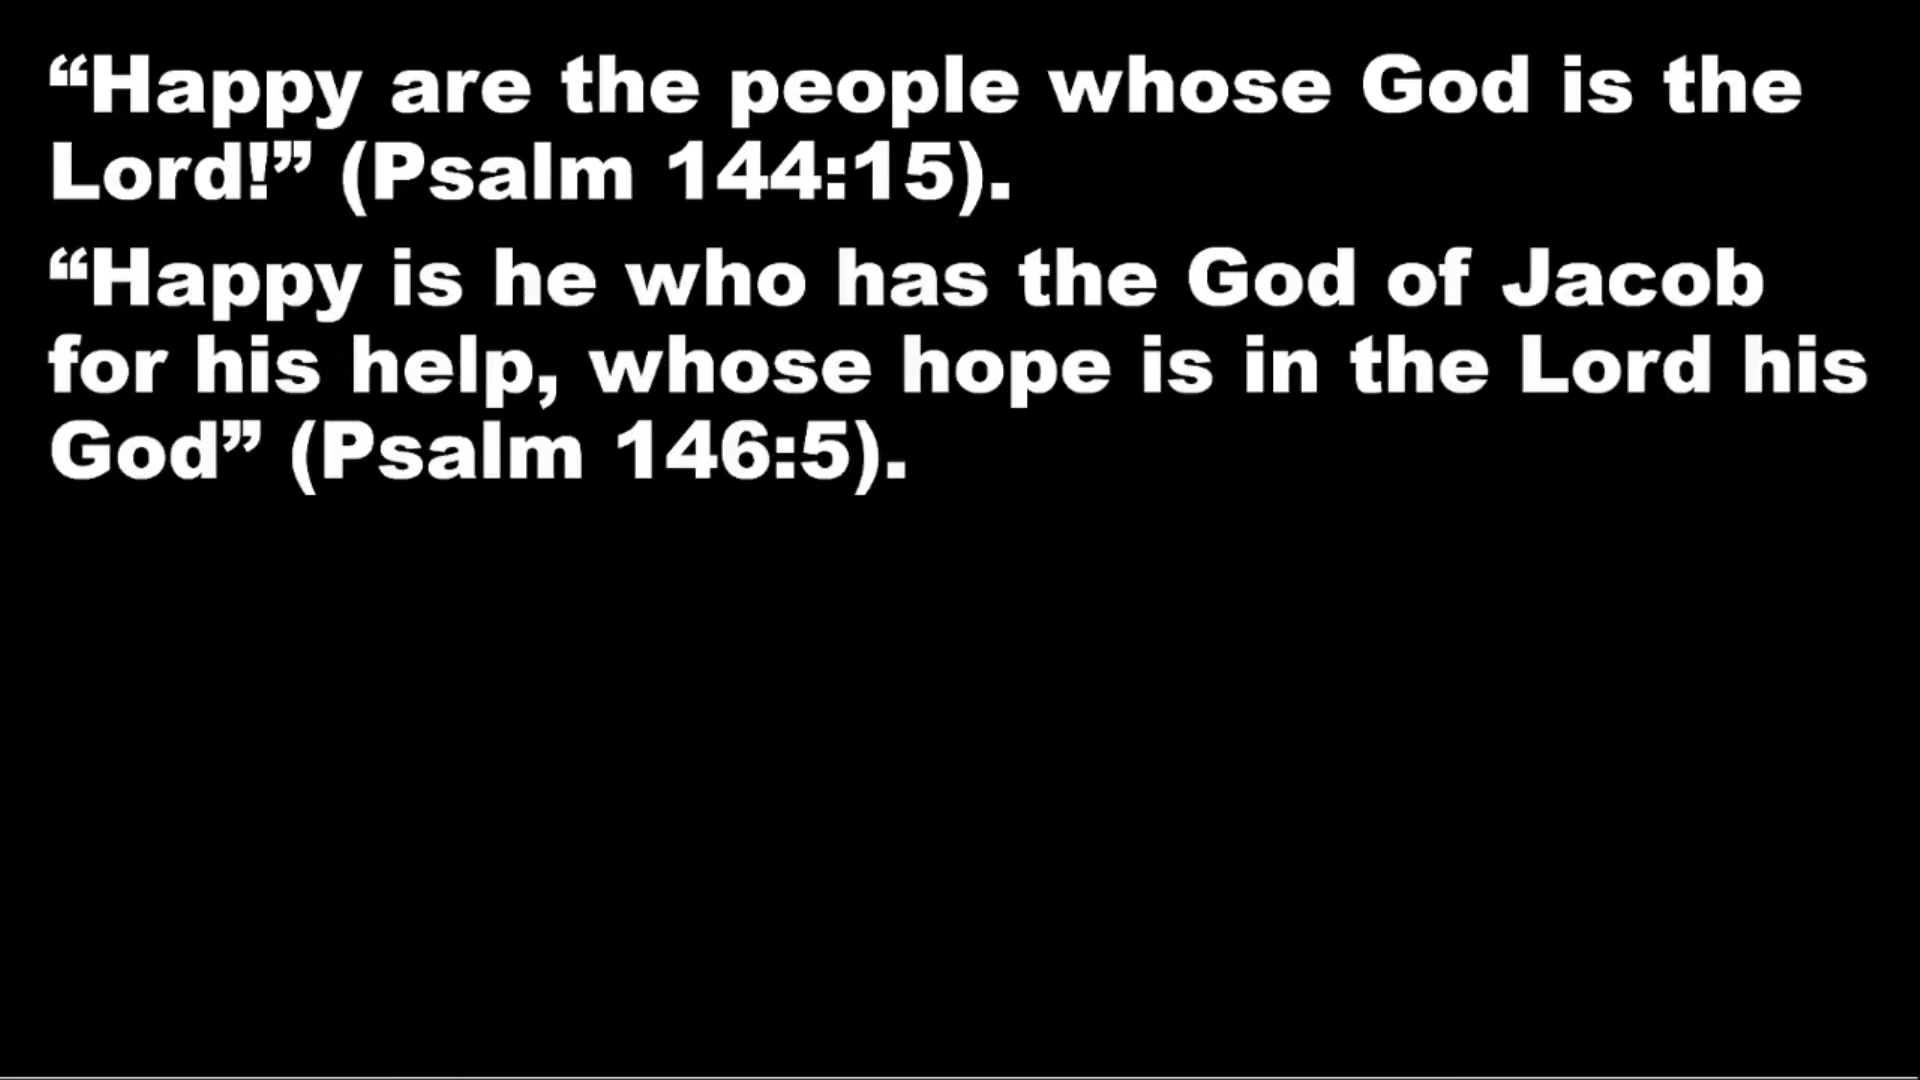 “Happy are the people whose God is the
Lord!” (Psalm 144:15).
“Happy is he who has the God of Jacob
for his help, whose hope is in the Lord his
God” (Psalm 146:5).